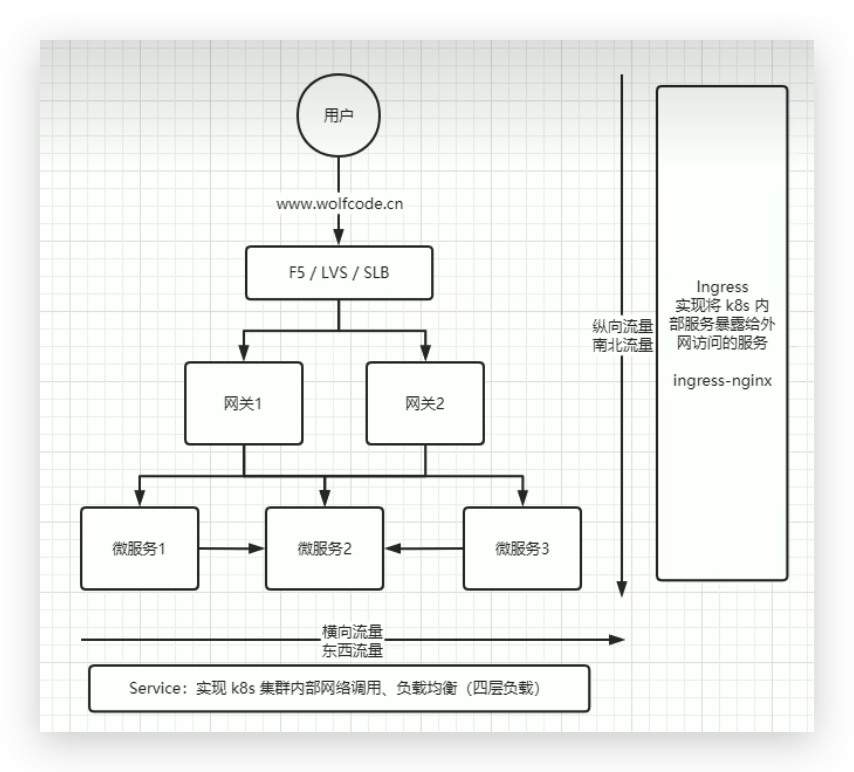 用户
www.wolfcode.cn
F5 / LVS / SLB
网关1
网关2
微服务1
微服务2
微服务3
纵向流量
南北流量
Ingress
实现将 k8s 内
部服务暴露给外
网访问的服务
ingress-nginx
横向流量
东西流量
Service：实现 k8s 集群内部网络调用、负载均衡（四层负载）